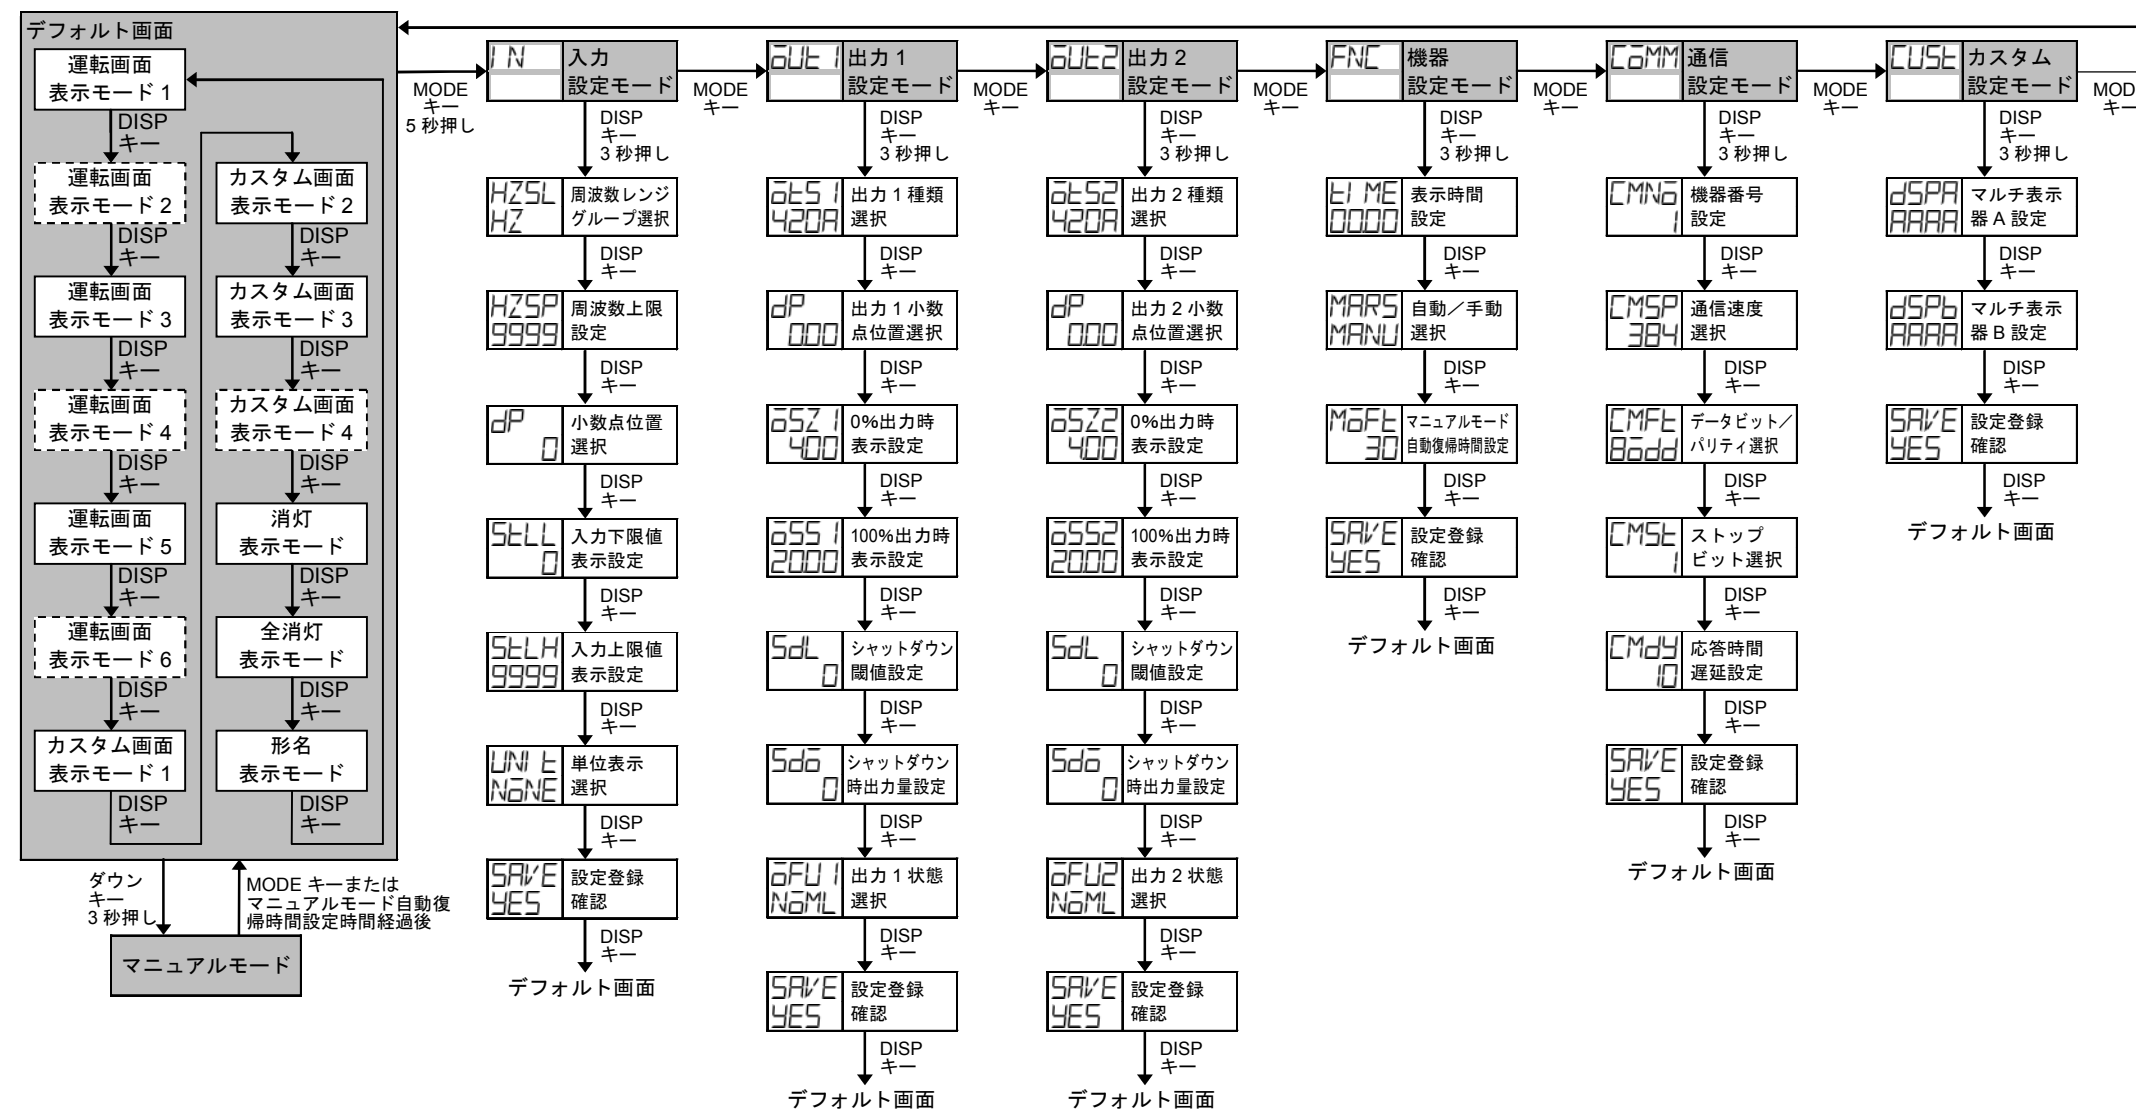 デフォルト画面
運転画面
表示モード 1
DISP
キー
運転画面
表示モード 2
DISP
キー
運転画面
表示モード 3
DISP
キー
運転画面
表示モード 4
DISP
キー
運転画面
表示モード 5
DISP
キー
運転画面
表示モード 6
DISP
キー
カスタム画面
表示モード 1
DISP
キー
カスタム画面
表示モード 2
DISP
キー
カスタム画面
表示モード 3
DISP
キー
カスタム画面
表示モード 4
DISP
キー
消灯
表示モード
DISP
キー
全消灯
表示モード
DISP
キー
形名
表示モード
DISP
キー
ダウン
キー
3 秒押し
MODE キーまたは
マニュアルモード自動復
帰時間設定時間経過後
マニュアルモード
MODE
キー
5 秒押し
IN
入力
設定モード
DISP
キー
3 秒押し
HZSL
HZ
周波数レンジ
グループ選択
DISP
キー
HZSP
9999
周波数上限
設定
DISP
キー
dP
0
小数点位置
選択
DISP
キー
StLL
0
入力下限値
表示設定
DISP
キー
StLH
9999
入力上限値
表示設定
DISP
キー
UNIt
NoNE
単位表示
選択
DISP
キー
SAVE
YES
設定登録
確認
DISP
キー
デフォルト画面
MODE
キー
oUt1
出力 1
設定モード
DISP
キー
3 秒押し
otS1
420A
出力 1 種類
選択
DISP
キー
dP
0.00
出力 1 小数
点位置選択
DISP
キー
oSZ1
4.00
0%出力時
表示設定
DISP
キー
oSS1
20.00
100%出力時
表示設定
DISP
キー
SdL
0
シャットダウン
閾値設定
DISP
キー
Sdo
0
シャットダウン
時出力量設定
DISP
キー
oFU1
NoML
出力 1 状態
選択
DISP
キー
SAVE
YES
設定登録
確認
DISP
キー
デフォルト画面
MODE
キー
oUt2
出力 2
設定モード
DISP
キー
3 秒押し
otS2
420A
出力 2 種類
選択
DISP
キー
dP
0.00
出力 2 小数
点位置選択
DISP
キー
oSZ2
4.00
0%出力時
表示設定
DISP
キー
oSS2
20.00
100%出力時
表示設定
DISP
キー
SdL
0
シャットダウン
閾値設定
DISP
キー
Sdo
0
シャットダウン
時出力量設定
DISP
キー
oFU2
NoML
出力 2 状態
選択
DISP
キー
SAVE
YES
設定登録
確認
DISP
キー
デフォルト画面
MODE
キー
FNC
機器
設定モード
DISP
キー
3 秒押し
tIME
00.00
表示時間
設定
DISP
キー
MARS
MANU
自動／手動
選択
DISP
キー
MoFt
30
マニュアルモード
自動復帰時間設定
DISP
キー
SAVE
YES
設定登録
確認
DISP
キー
デフォルト画面
MODE
キー
CoMM
通信
設定モード
DISP
キー
3 秒押し
CMNo
1
機器番号
設定
DISP
キー
CMSP
384
通信速度
選択
DISP
キー
CMFt
8odd
データビット／
パリティ選択
DISP
キー
CMSt
1
ストップ
ビット選択
DISP
キー
CMdY
10
応答時間
遅延設定
DISP
キー
SAVE
YES
設定登録
確認
DISP
キー
デフォルト画面
MODE
キー
CUSt
カスタム
設定モード
DISP
キー
3 秒押し
dSPA
AAAA
マルチ表示
器 A 設定
DISP
キー
dSPb
AAAA
マルチ表示
器 B 設定
DISP
キー
SAVE
YES
設定登録
確認
DISP
キー
デフォルト画面
MOD
キー